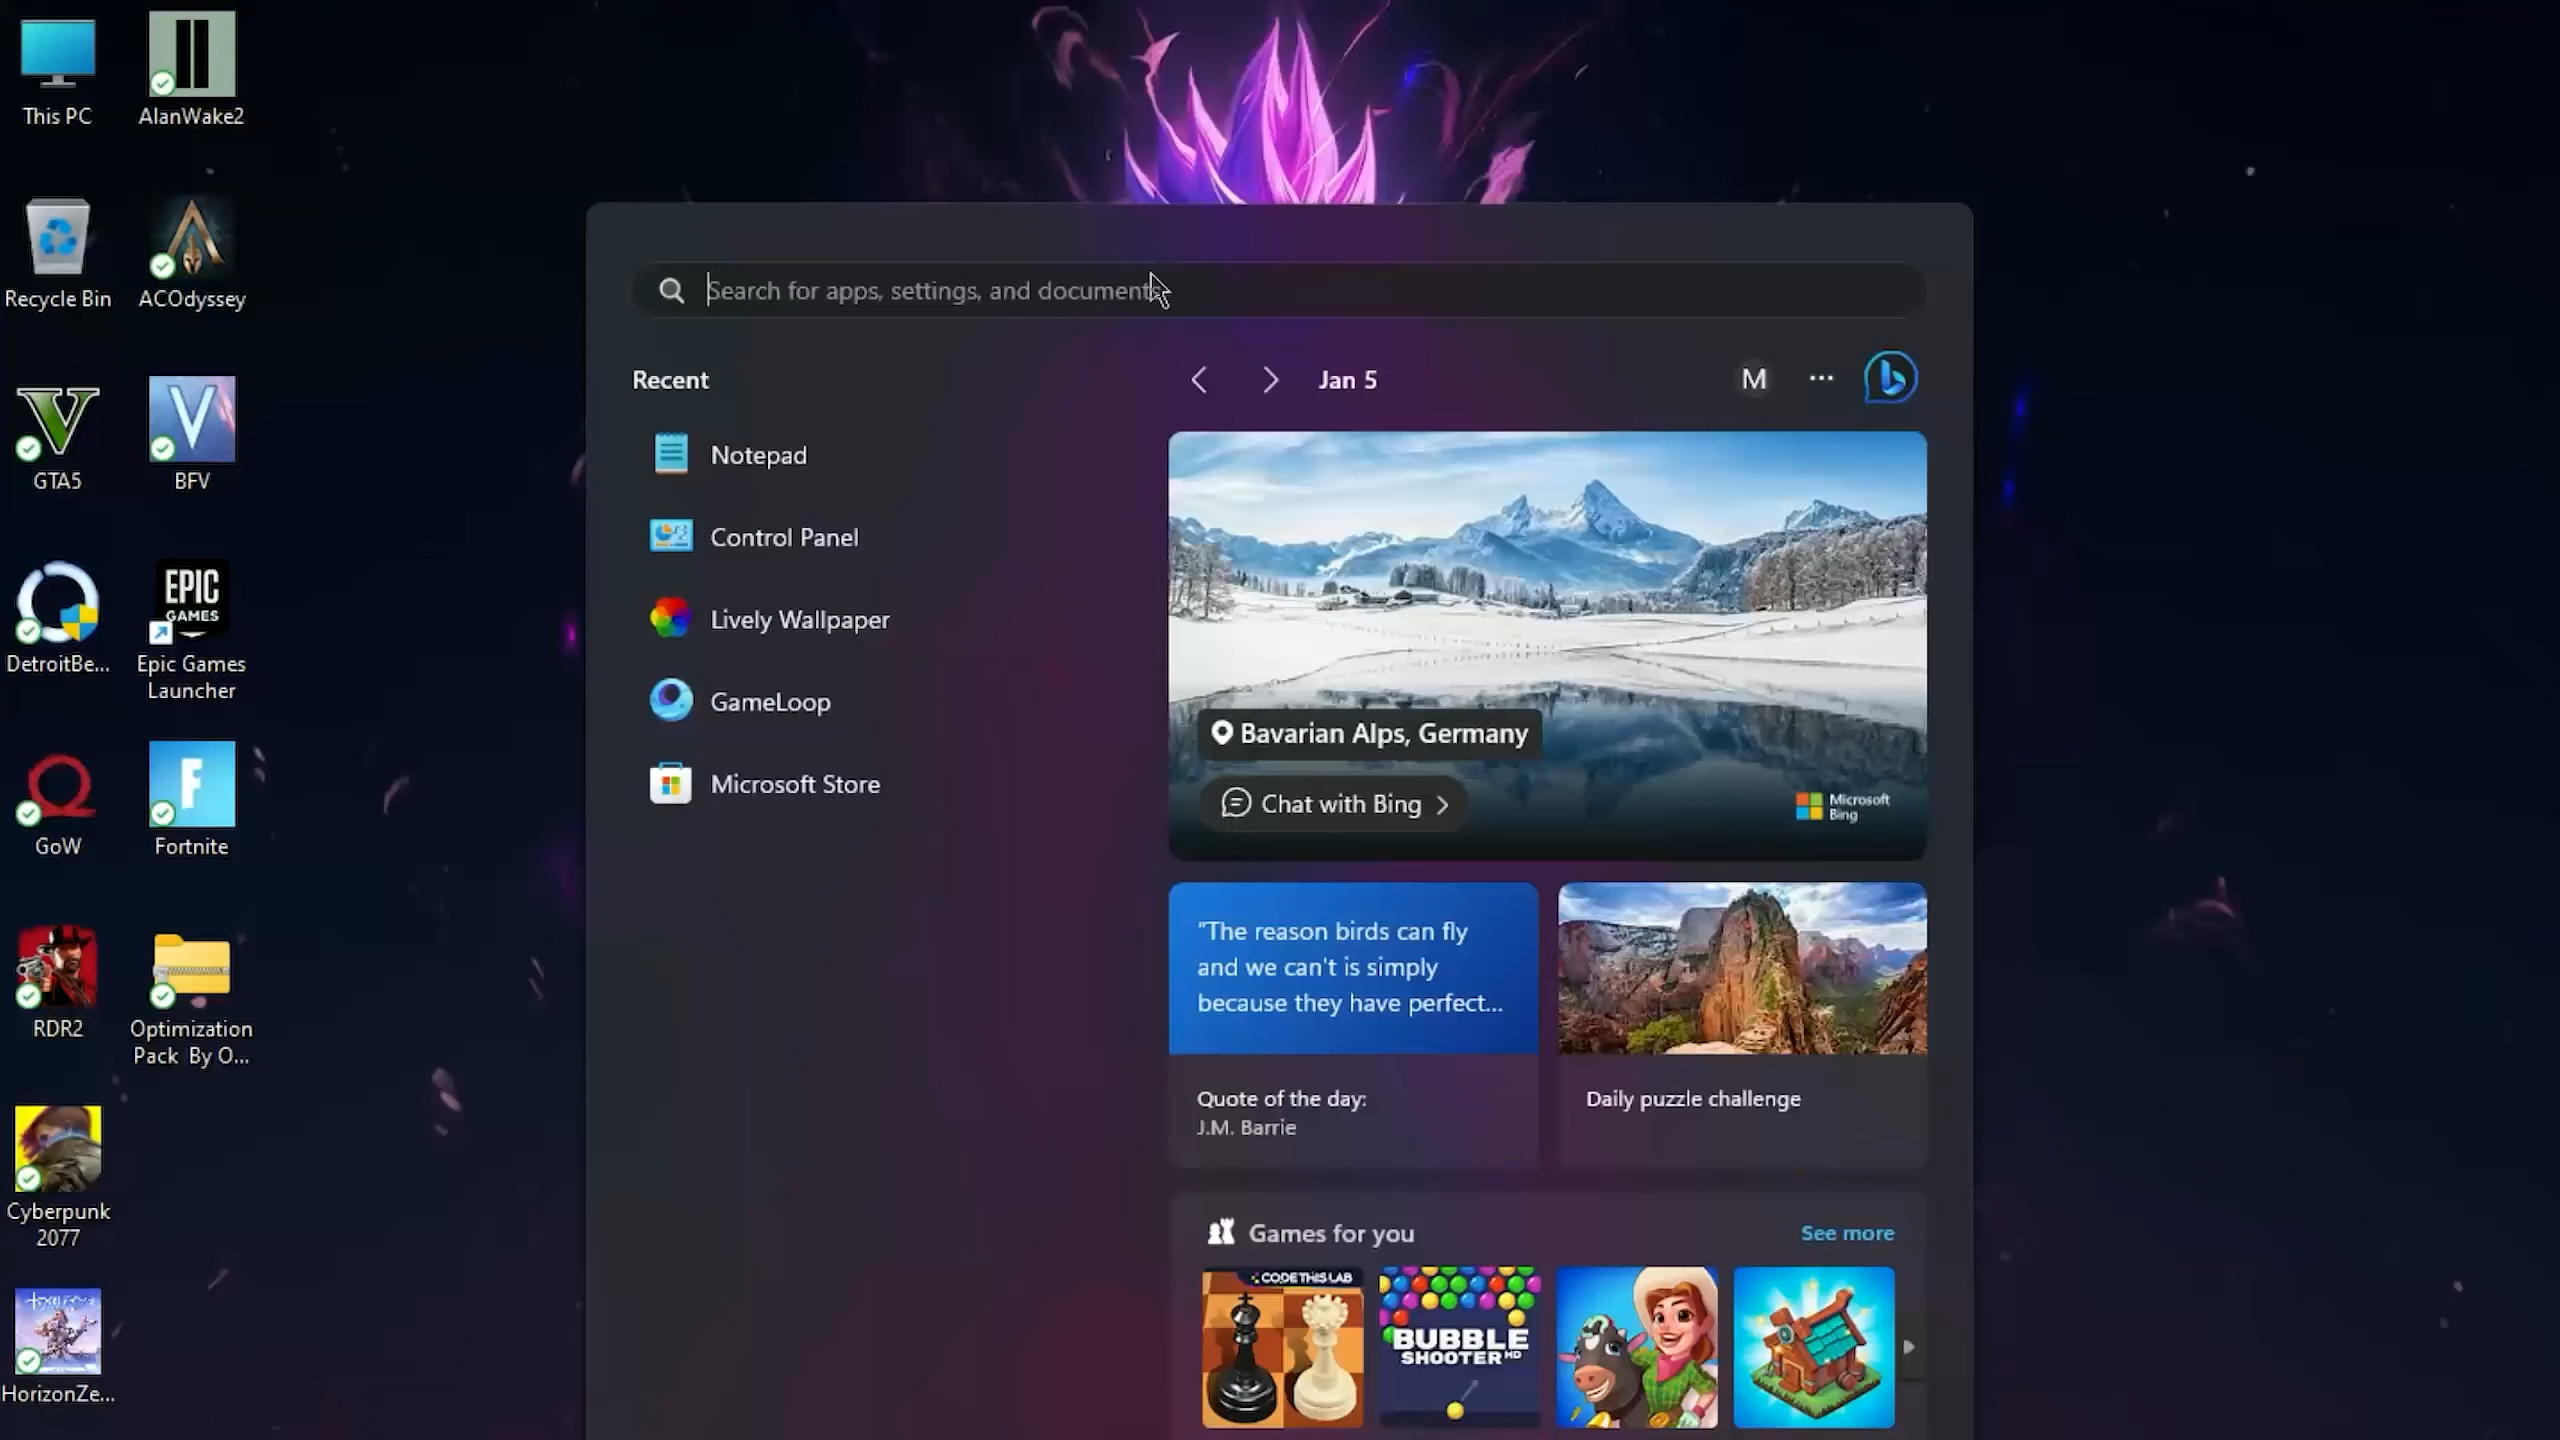 This PC
AlanWake2
Recycle Bin
ACOdyssey
GTA5
BFV
DetroitBe...
EPIC
GAMES
Epic Games
Launcher
GoW
Fortnite
RDR2
Optimization
Pack By O...
Cyberpunk
2077
HorizonZe...
Search for apps, settings, and documents
Recent
Notepad
Control Panel
Lively Wallpaper
GameLoop
Microsoft Store
Jan 5
M
Bavarian Alps, Germany
Chat with Bing
Microsoft
Bing
"The reason birds can fly
and we can't is simply
because they have perfect...
Quote of the day:
J.M. Barrie
Daily puzzle challenge
Games for you
See more
CODETHISLAB
BUBBLE
SHOOTER HD